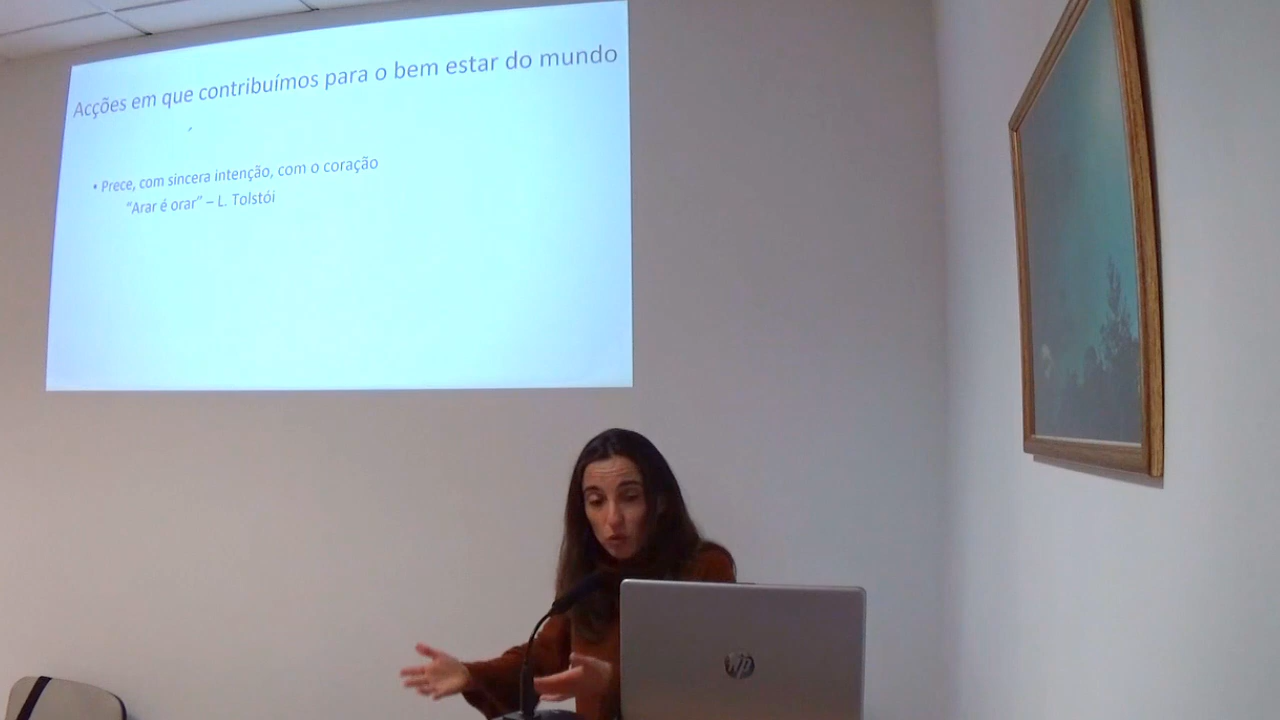 Acções em que contribuímos para o bem estar do mundo
• Prece, com sincera intenção, com o coração
“Arar é orar” – L. Tolstói
hp